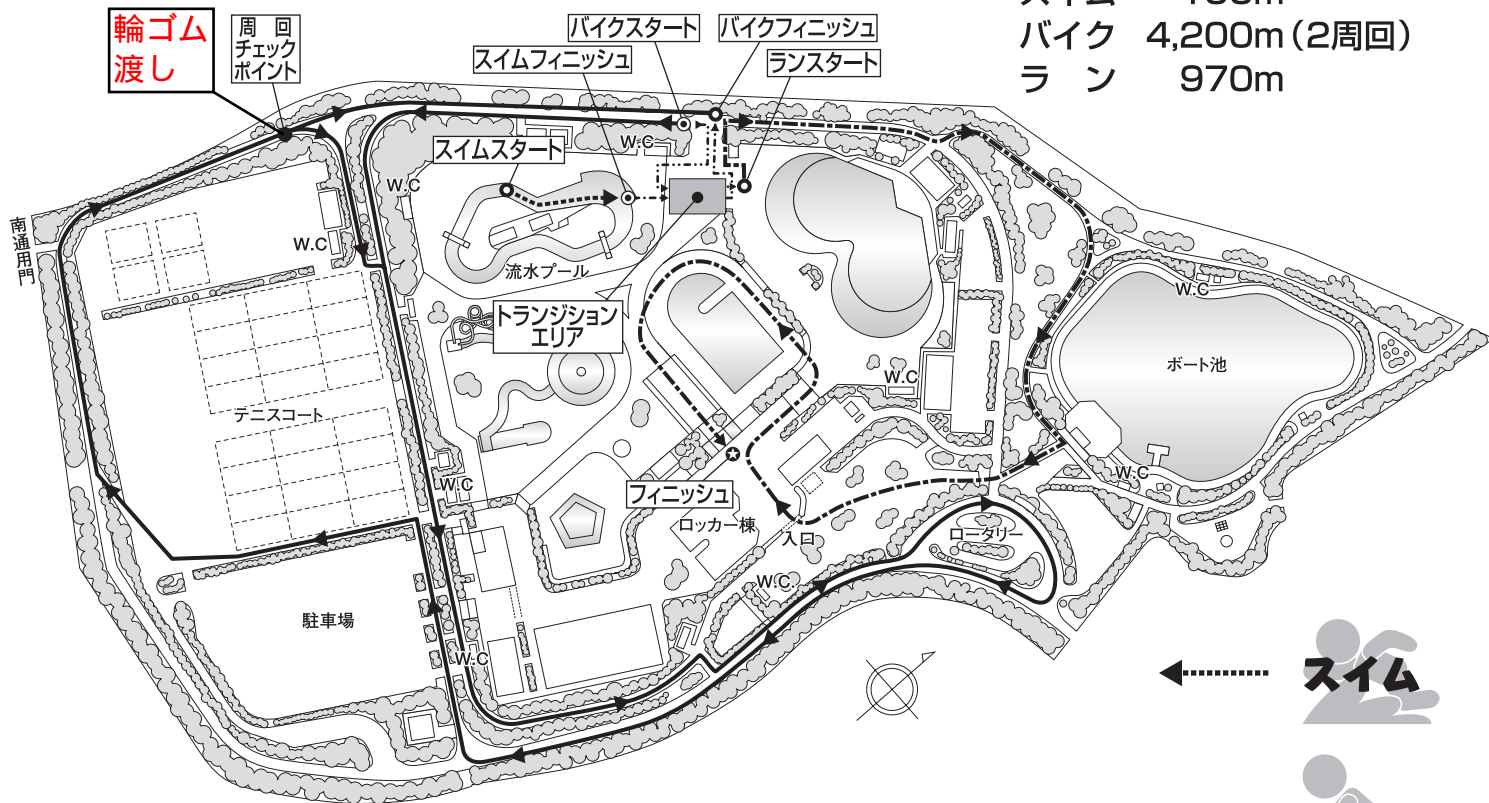 輪ゴム
渡し
周 回
チェック
ポイント
バイクスタート
バイクフィニッシュ
スイムフィニッシュ
ランスタート
バイク 4,200m(2周回)
ラ ン 970m
スイムスタート
W.C
W.C
W.C
南通用門
流水プール
トランジション
エリア
W.C
ボート池
テニスコート
W.C
W.C
W.C
フィニッシュ
ロッカー棟
入口
ロータリー
W.C.
駐車場
W.C
スイム